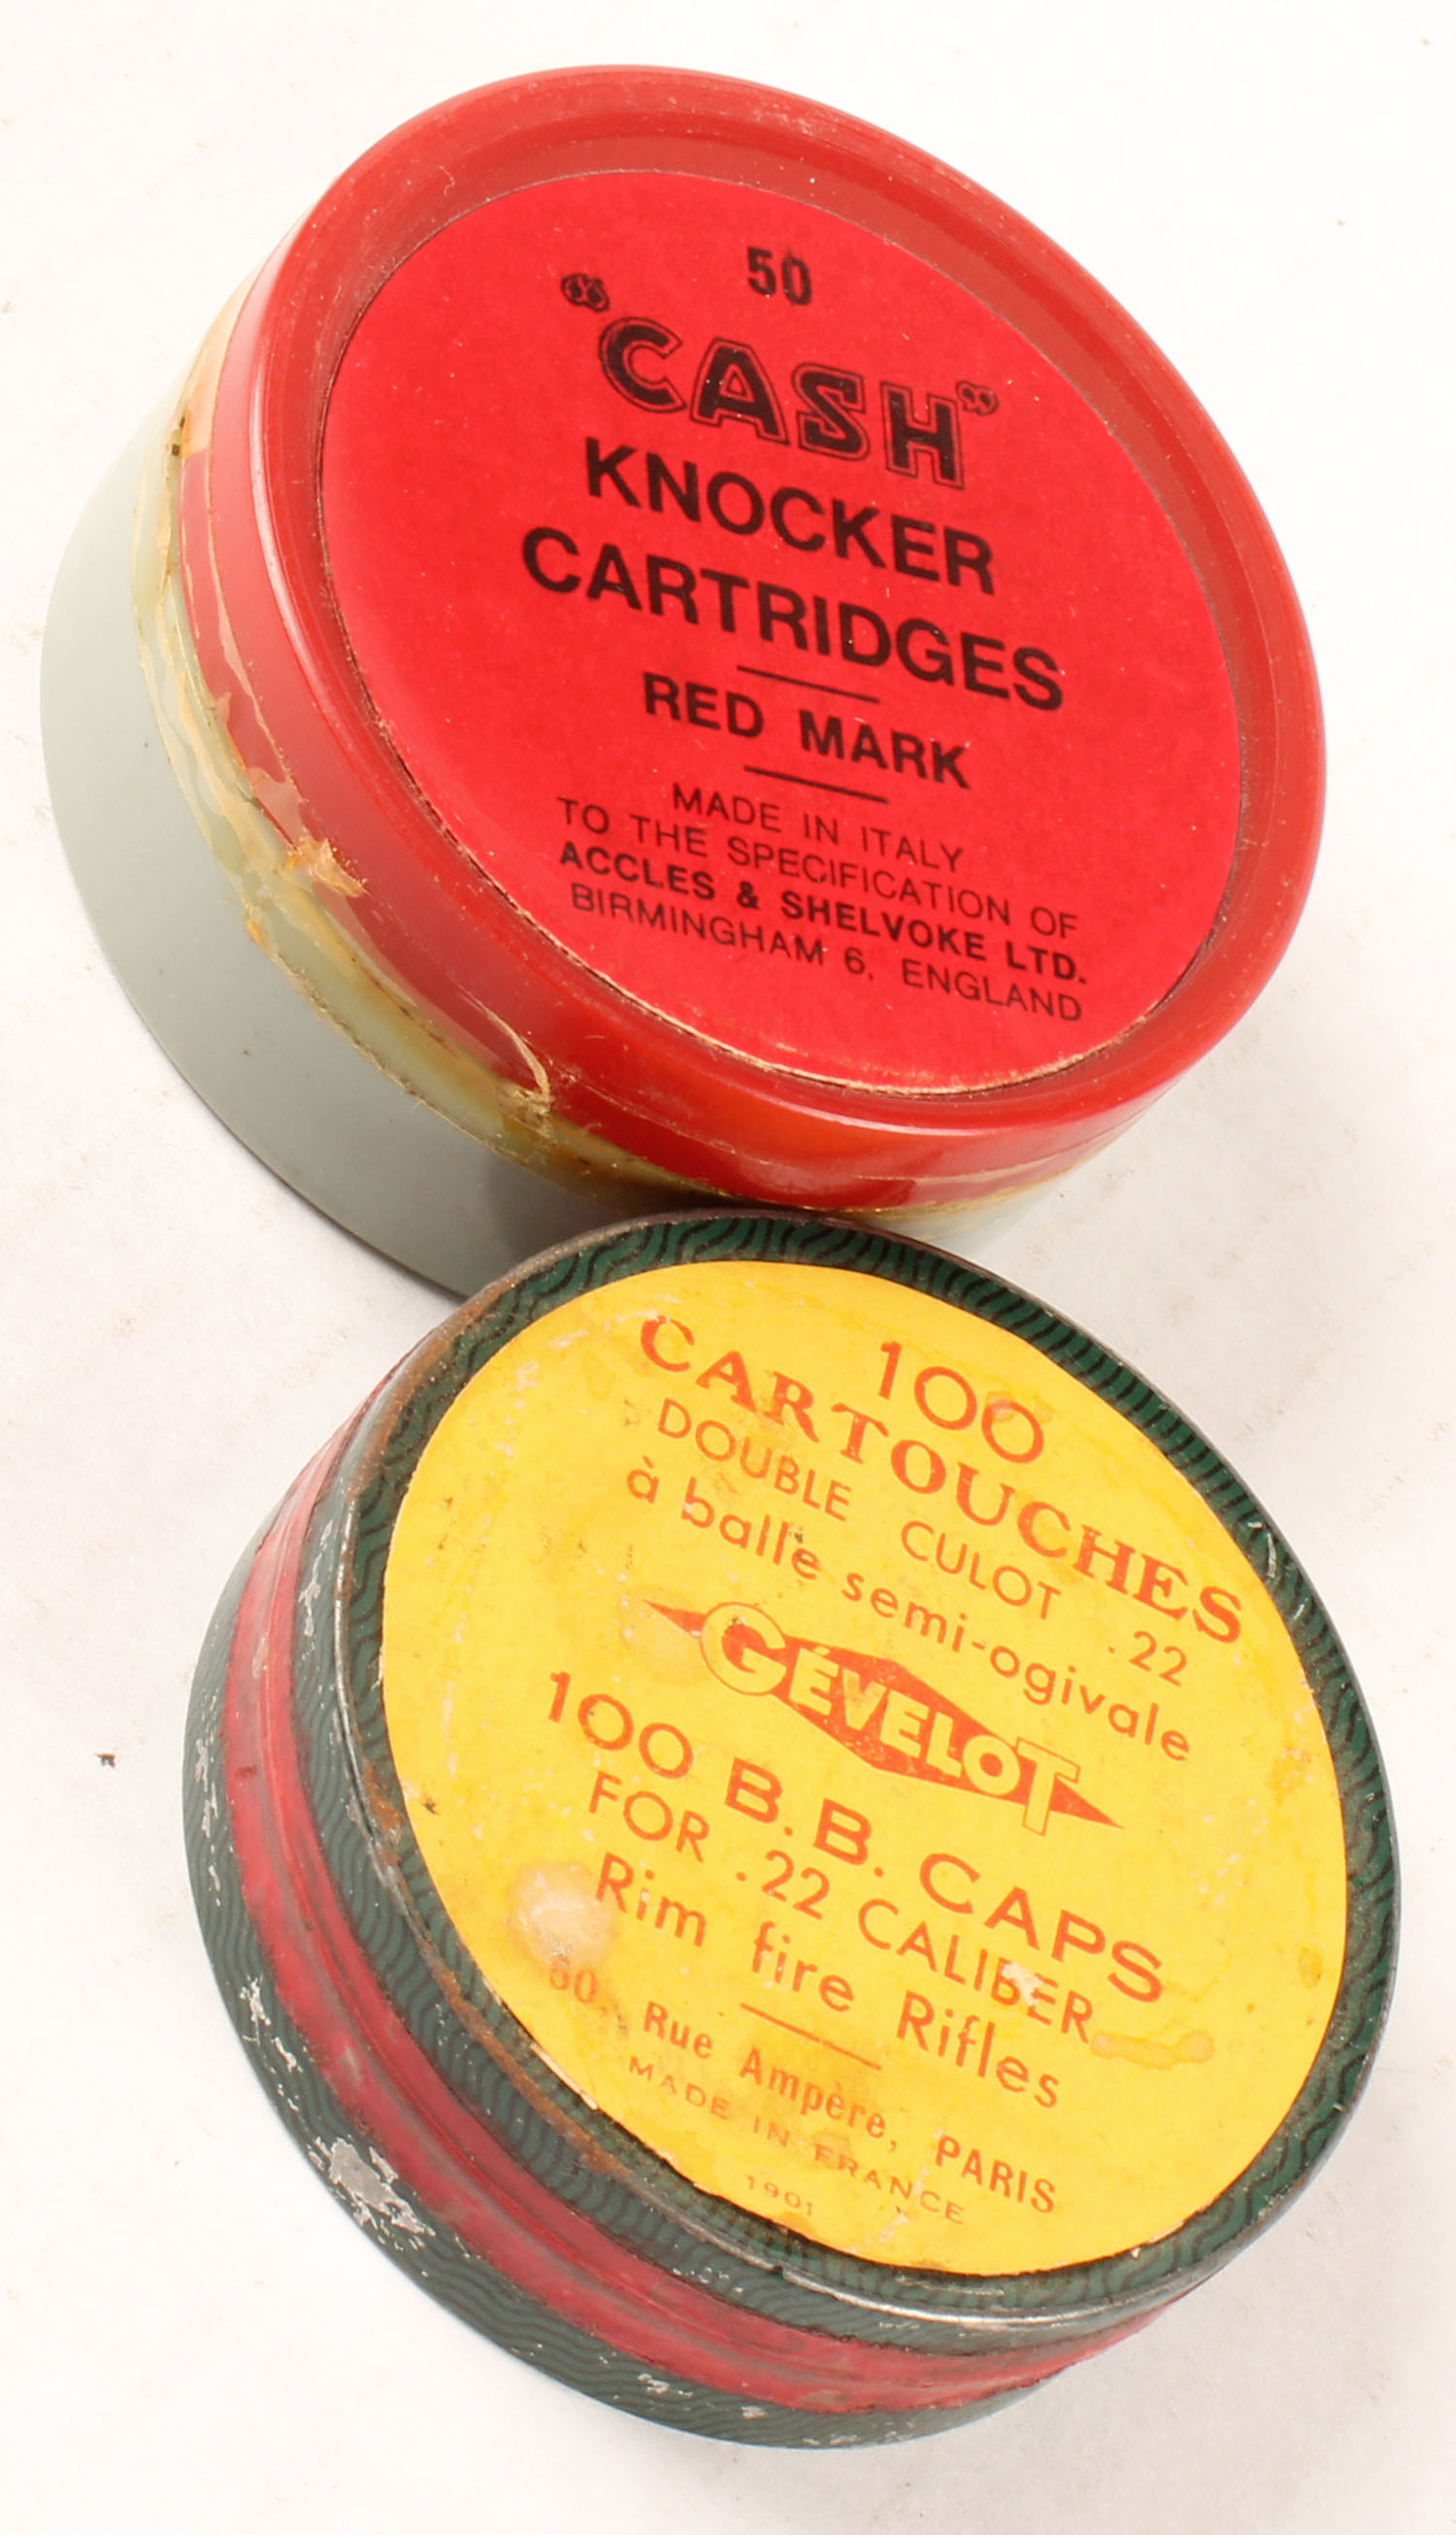 50
"CASH"
KNOCKER
CARTRIDGES
RED MARK
MADE IN ITALY
TO THE SPECIFICATION OF
ACCLES & SHELVOKE LTD.
BIRMINGHAM 6, ENGLAND
100
CARTOUCHES
DOUBLE CULOT .22
à balle semi-ogivale
GÉVELOT
100 B.B. CAPS
FOR .22 CALIBER
Rim fire Rifles
Rue Ampère, PARIS
MADE IN FRANCE
1901